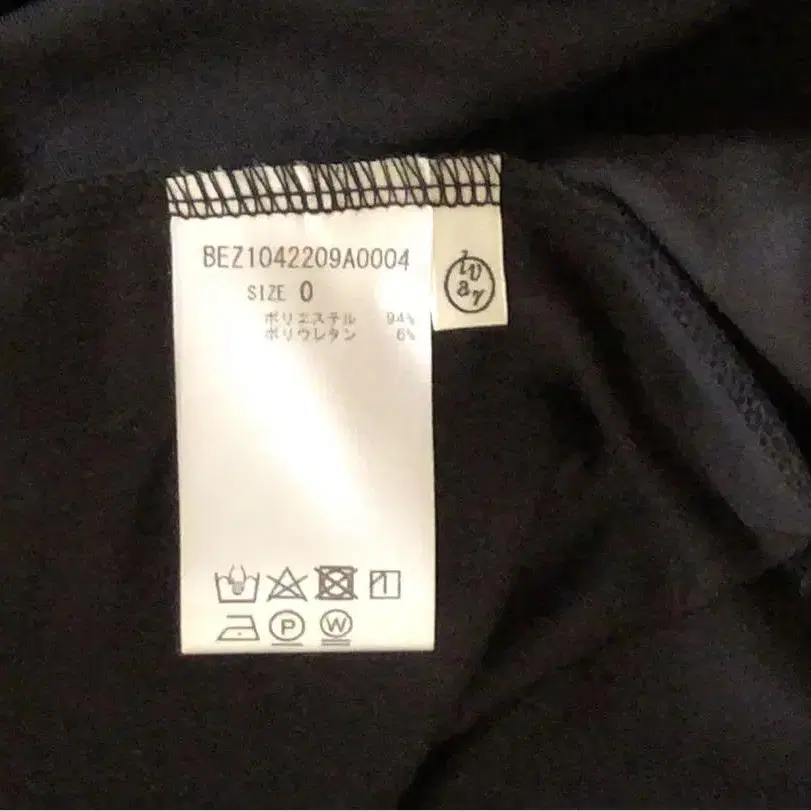 BEZ1042209A0004
SIZE 0
ポリエステル 94%
ポリウレタン 6%
P W